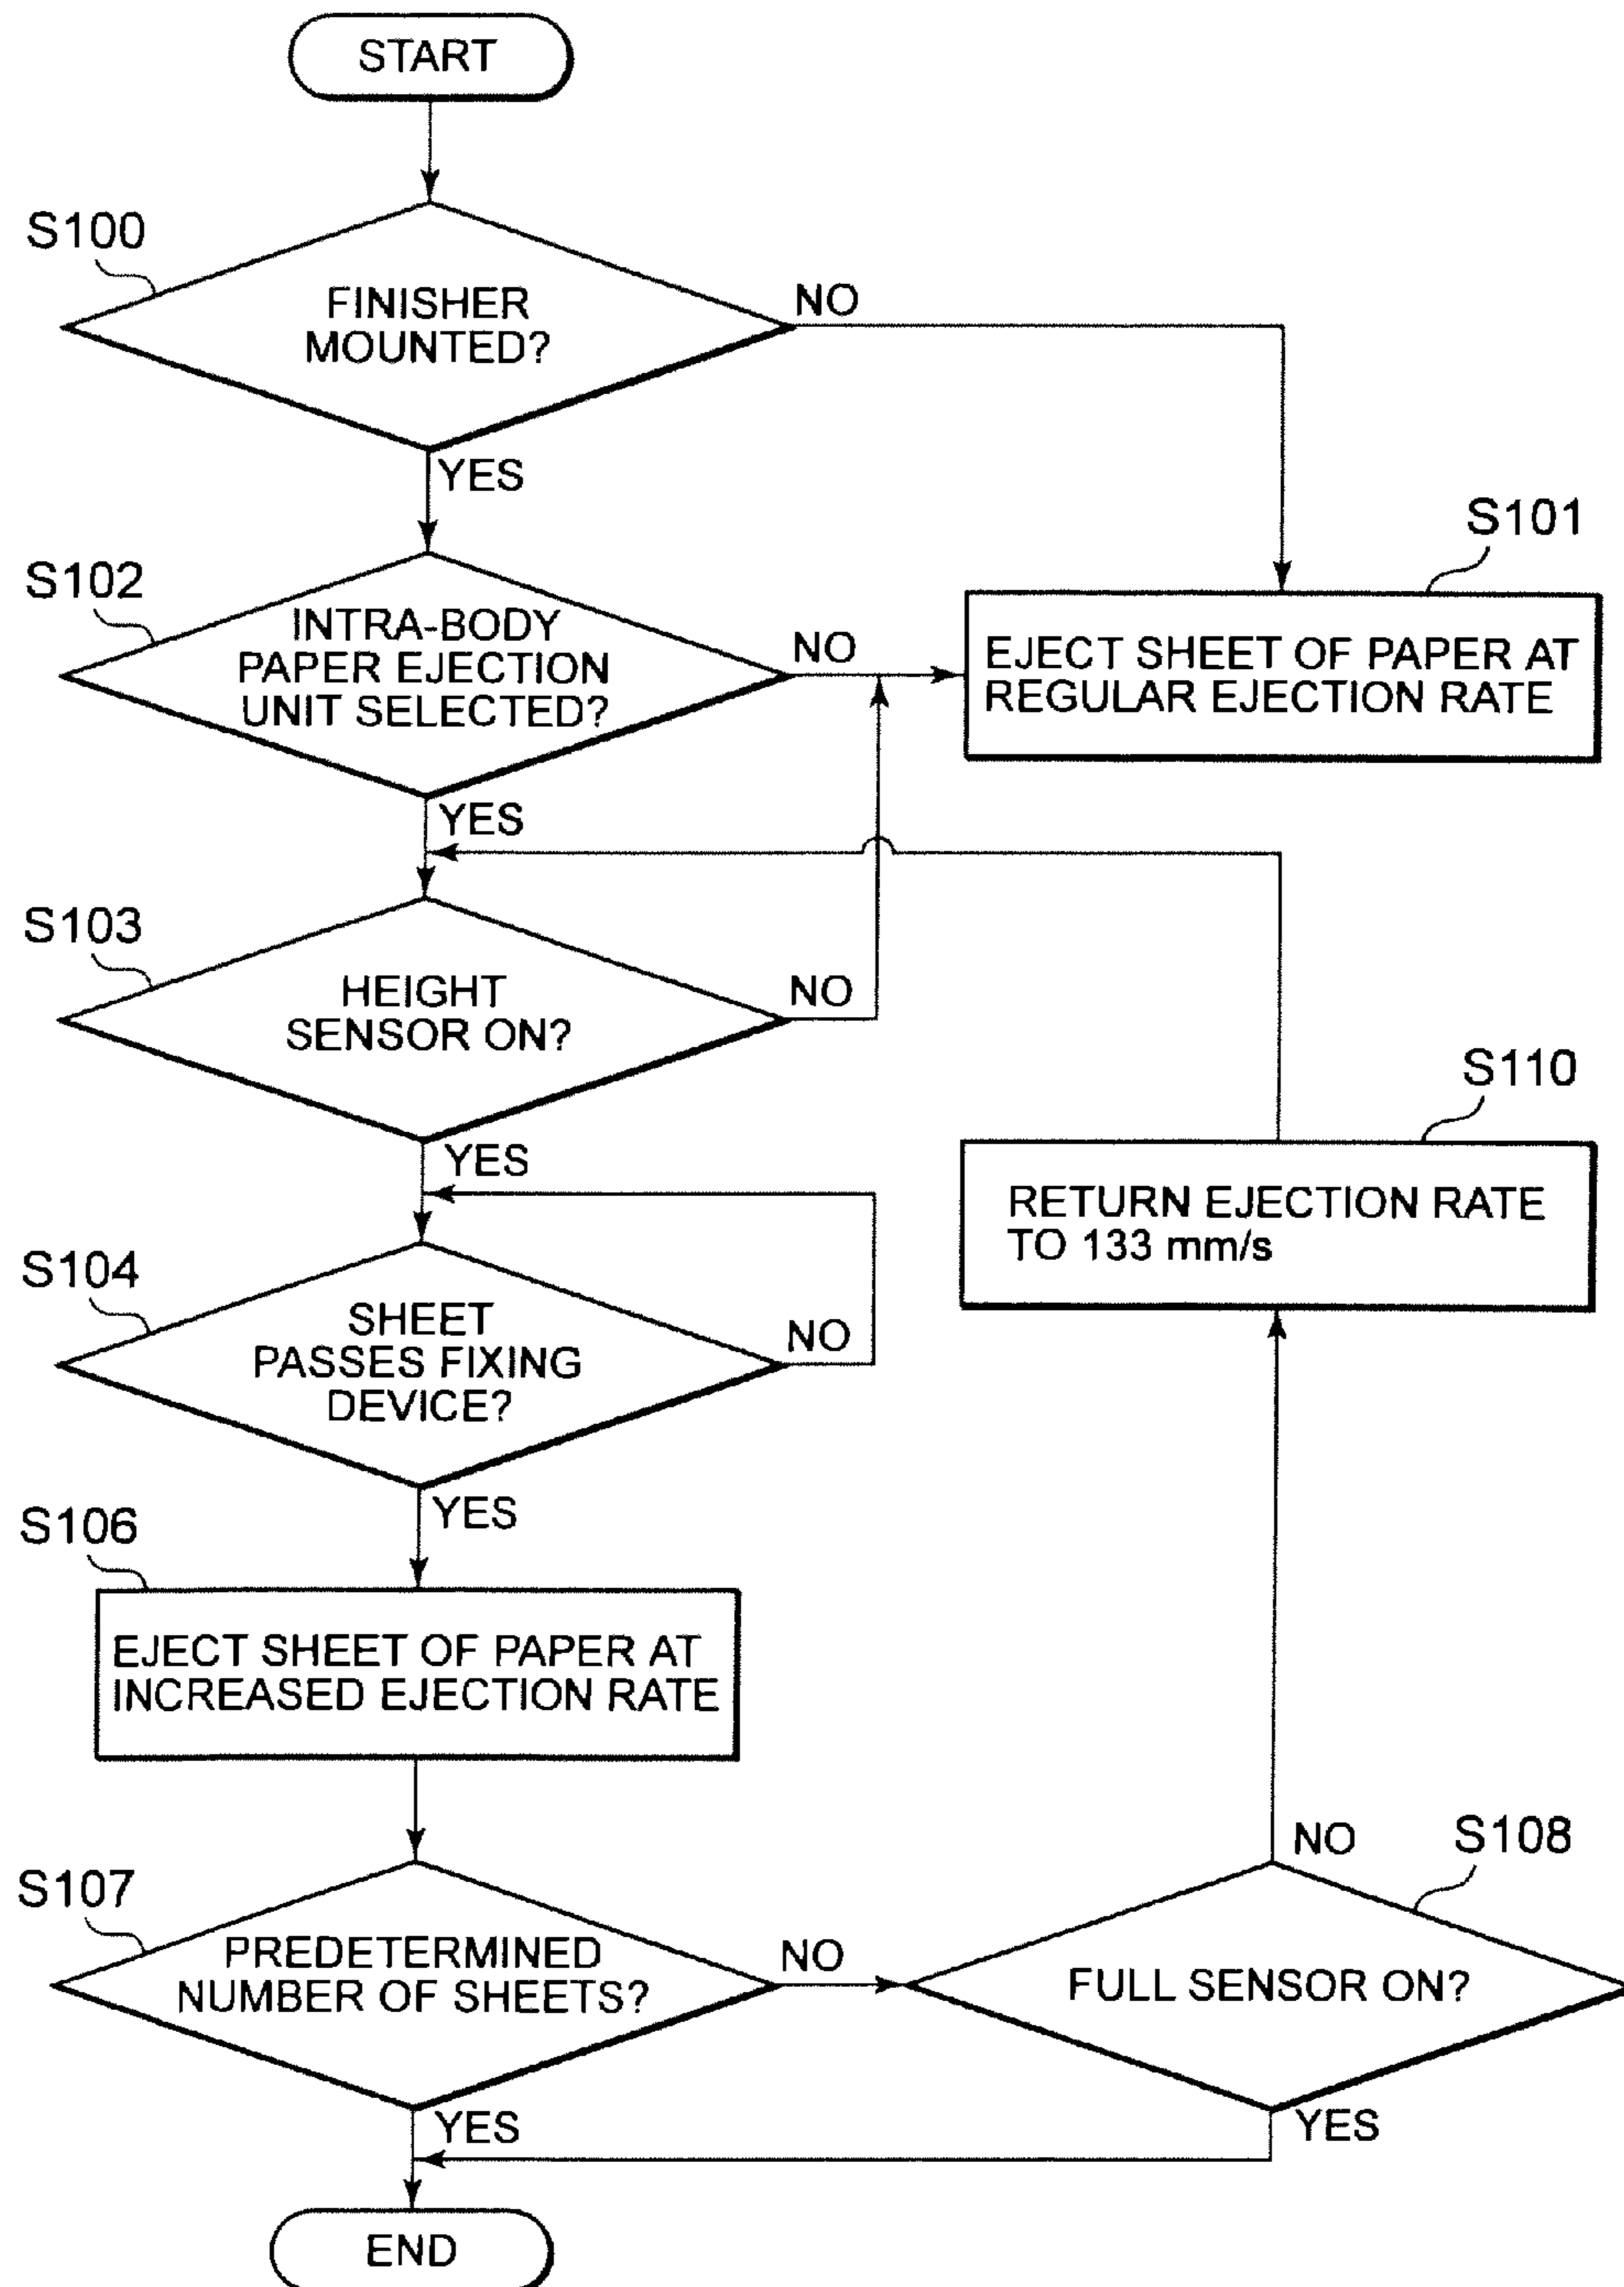 START
S100
FINISHER
MOUNTED?
NO
YES
S101
EJECT SHEET OF PAPER AT
REGULAR EJECTION RATE
S102
INTRA-BODY
PAPER EJECTION
UNIT SELECTED?
NO
YES
S103
HEIGHT
SENSOR ON?
NO
YES
S110
RETURN EJECTION RATE
TO 133 mm/s
S104
SHEET
PASSES FIXING
DEVICE?
NO
YES
S106
EJECT SHEET OF PAPER AT
INCREASED EJECTION RATE
S107
PREDETERMINED
NUMBER OF SHEETS?
NO
YES
S108
FULL SENSOR ON?
NO
YES
END